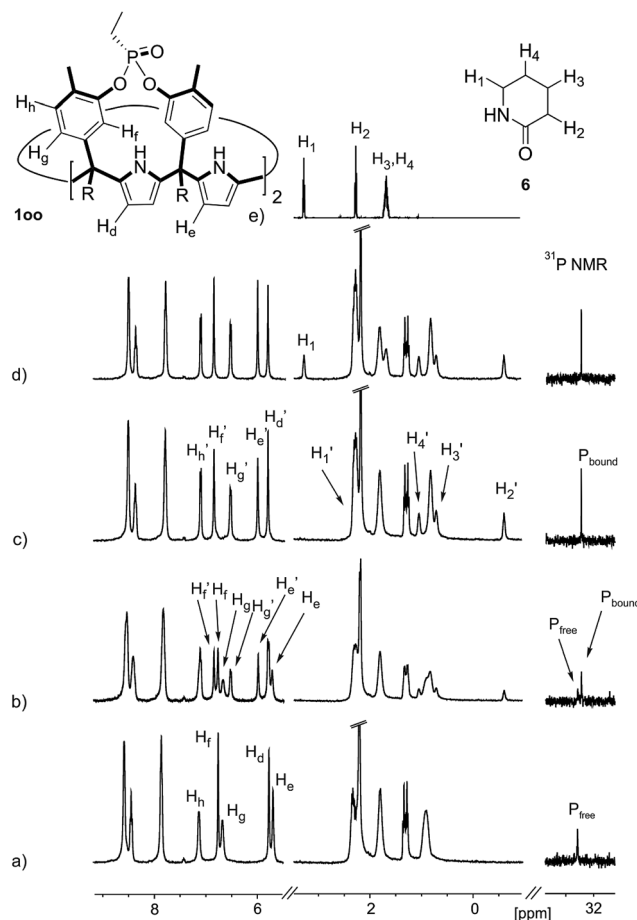 P O
O O
H_h
H_f
H_g
NH
NH
R
R
2
1oo
H_d
H_e
e)
H_4
H_1
H_3
HN
H_2
O
6
H_1
H_2
H_3,H_4
³¹P NMR
d)
H_1
c)
H_h'
H_f'
H_g'
H_e'
H_d'
H_1'
H_4'
H_3'
H_2'
P_bound
b)
H_f'
H_f
H_g
H_g'
H_e'
H_e
P_free
P_bound
a)
H_h
H_f
H_g
H_d
H_e
P_free
8 6 2 0 [ppm] 32